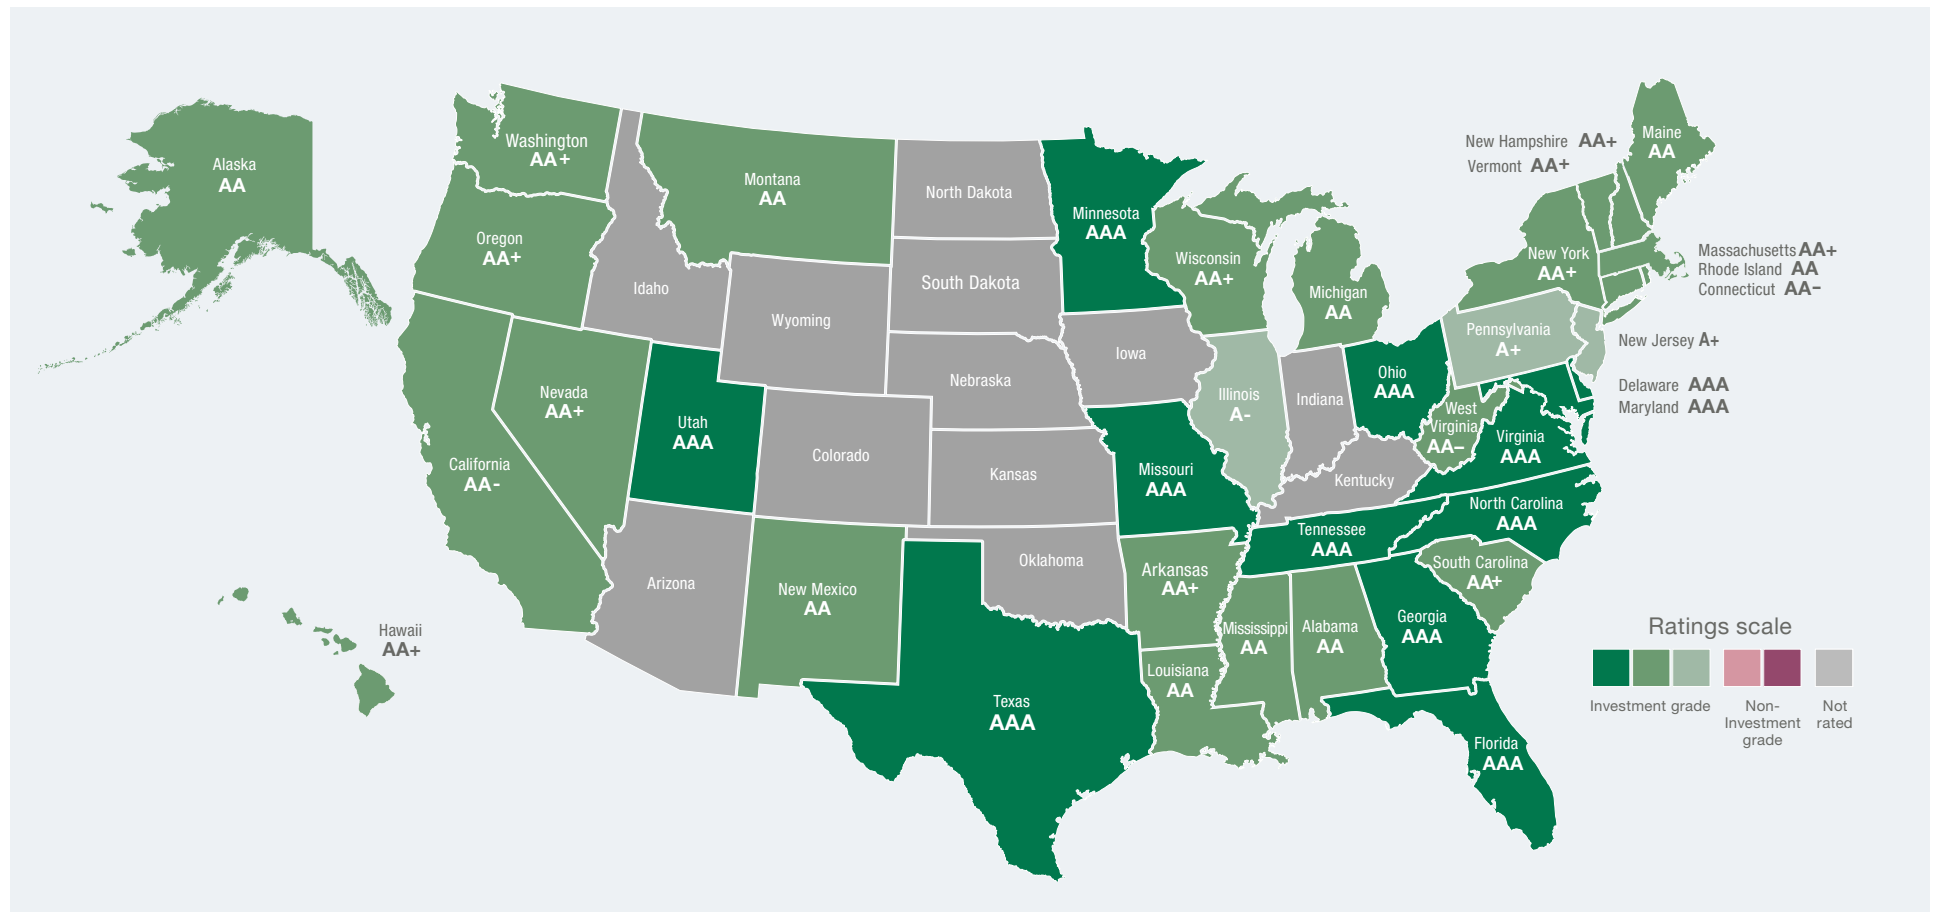 Alaska
AA
Washington
AA+
Oregon
AA+
California
AA-
Nevada
AA+
Idaho
Montana
AA
Wyoming
Utah
AAA
Colorado
Arizona
New Mexico
AA
North Dakota
South Dakota
Nebraska
Kansas
Oklahoma
Texas
AAA
Minnesota
AAA
Iowa
Missouri
AAA
Arkansas
AA+
Louisiana
AA
Wisconsin
AA+
Illinois
A-
Michigan
AA
Indiana
Ohio
AAA
Kentucky
Tennessee
AAA
Mississippi
AA
Alabama
AA
Georgia
AAA
Florida
AAA
South Carolina
AA+
North Carolina
AAA
Virginia
AAA
West
Virginia
AA–
Pennsylvania
A+
New York
AA+
Maine
AA
New Hampshire AA+
Vermont AA+
Massachusetts AA+
Rhode Island AA
Connecticut AA–
New Jersey A+
Delaware AAA
Maryland AAA
Hawaii
AA+
Ratings scale
Investment grade
Non-
Investment
grade
Not
rated